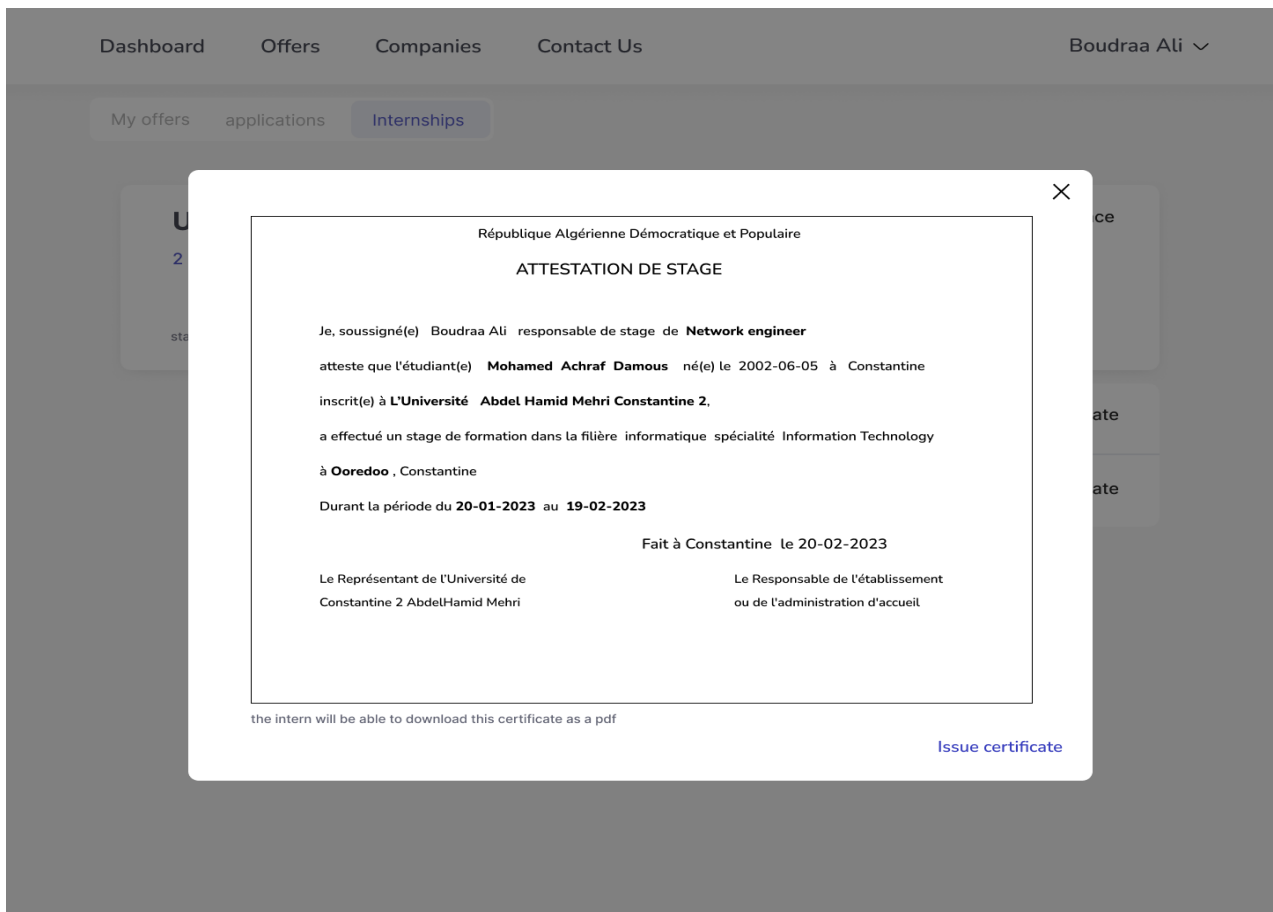 Dashboard Offers Companies Contact Us Boudraa Ali
My offers applications Internships
U
2
sta
ce
ate
ate
République Algérienne Démocratique et Populaire
ATTESTATION DE STAGE
Je, soussigné(e) Boudraa Ali responsable de stage de Network engineer
atteste que l'étudiant(e) Mohamed Achraf Damous né(e) le 2002-06-05 à Constantine
inscrit(e) à L'Université Abdel Hamid Mehri Constantine 2,
a effectué un stage de formation dans la filière informatique spécialité Information Technology
à Ooredoo , Constantine
Durant la période du 20-01-2023 au 19-02-2023
Fait à Constantine le 20-02-2023
Le Représentant de l'Université de
Constantine 2 AbdelHamid Mehri
Le Responsable de l'établissement
ou de l'administration d'accueil
the intern will be able to download this certificate as a pdf
Issue certificate